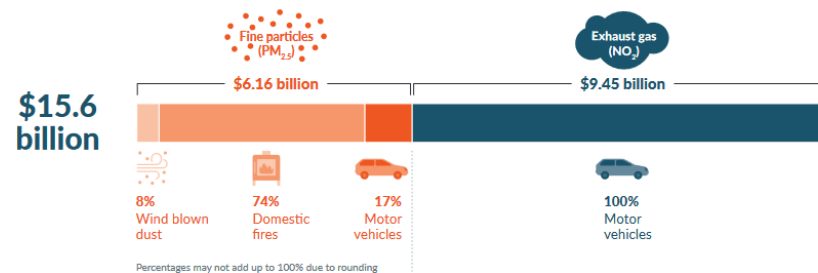 Fine particles
(PM2.5)
Exhaust gas
(NO2)
$6.16 billion
$9.45 billion
$15.6
billion
8%
Wind blown
dust
74%
Domestic
fires
17%
Motor
vehicles
100%
Motor
vehicles
Percentages may not add up to 100% due to rounding